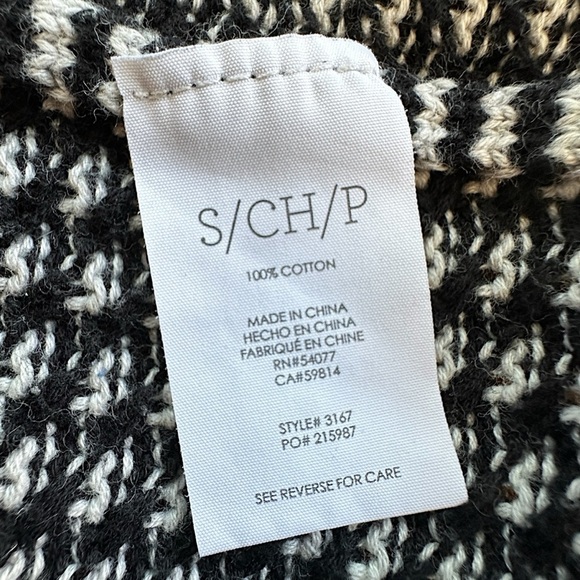 S/CH/P
100% COTTON
MADE IN CHINA
HECHO EN CHINA
FABRIQUÉ EN CHINE
RN#54077
CA#59814
STYLE# 3167
PO# 215987
SEE REVERSE FOR CARE